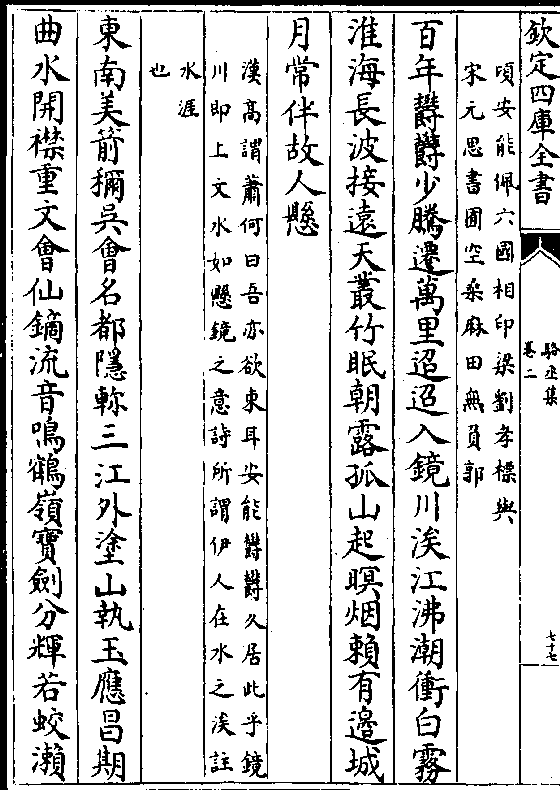 欽定四庫全書
駱丞集
卷二
七十七
頃安能佩六國相印梁劉孝標與
宋元思書圃空桑麻田無負郭
百年欝欝少騰遷萬里迢迢入鏡川涘江沸潮衝白霧
淮海長波接遠天叢竹眠朝露孤山起暝烟賴有邊城
月常伴故人懸
漢高謂蕭何曰吾亦欲東耳安能欝欝久居此乎鏡
川即上文水如懸鏡之意詩所謂伊人在水之涘註
水涯
也
東南美箭稱吳會名都隱軫三江外塗山執玉應昌期
曲水開襟重文會仙鏑流音鳴鶴嶺寶劍分輝若蛟瀨